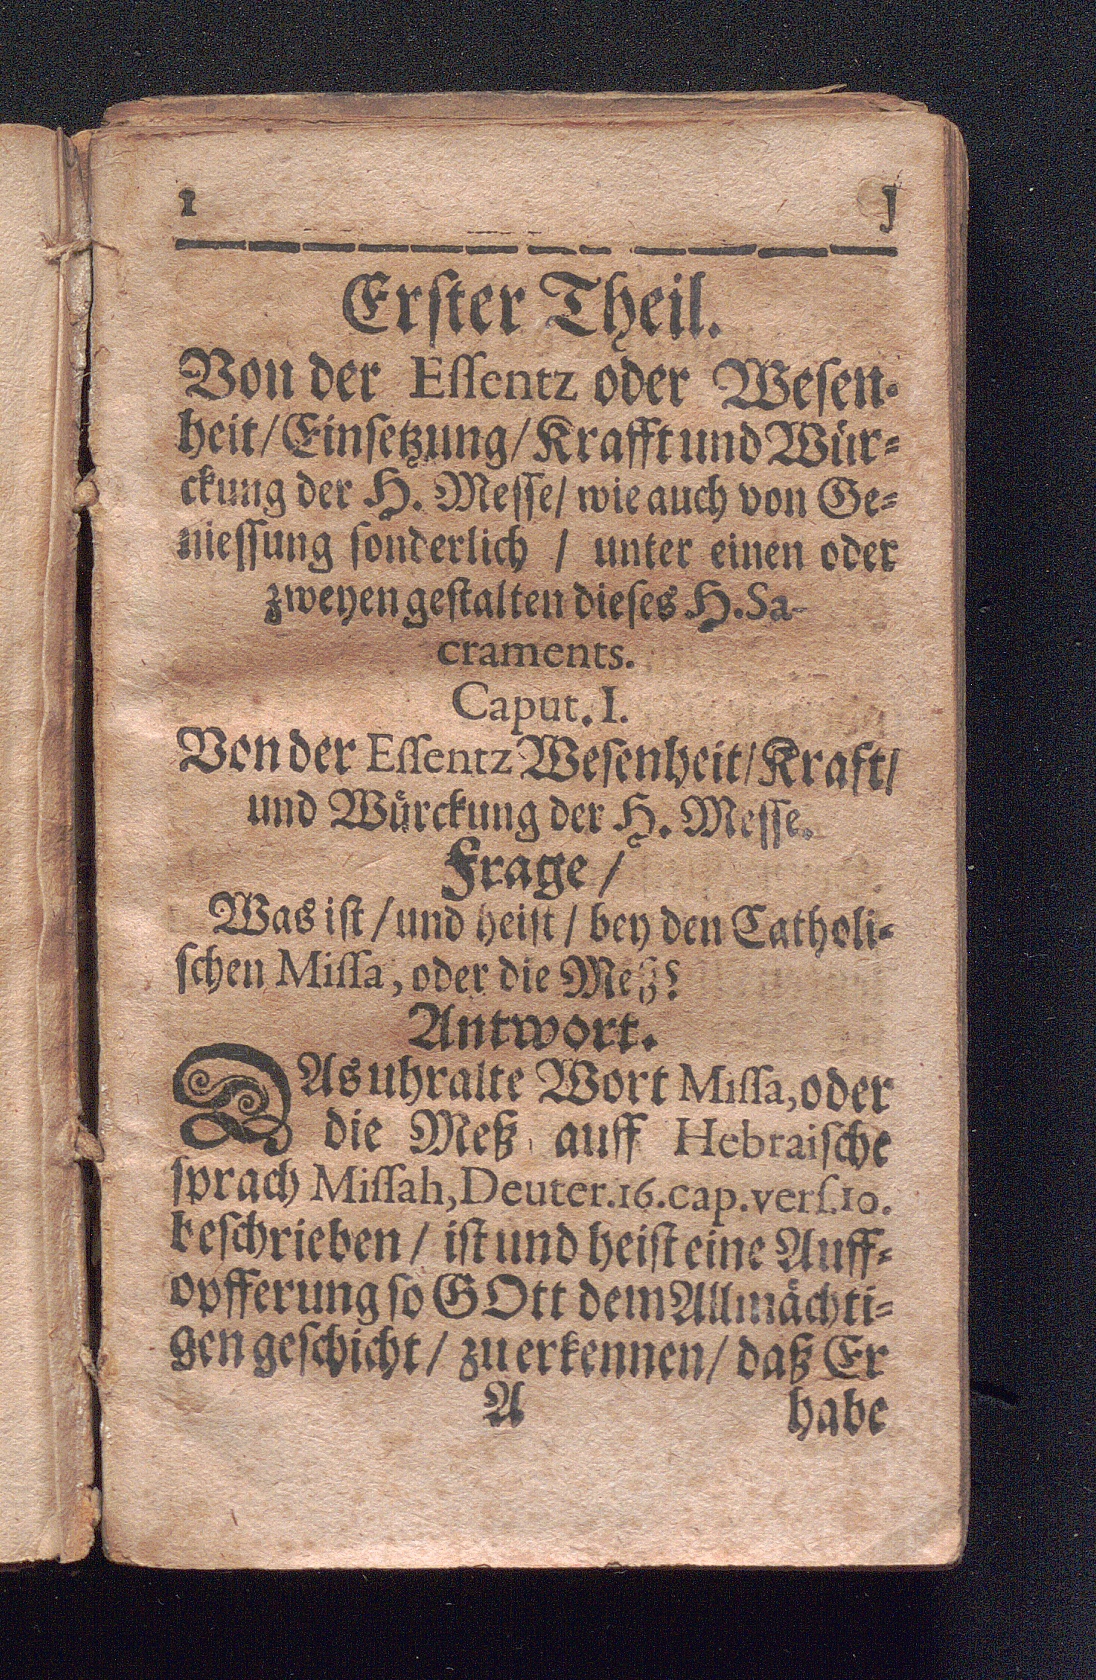 1 J
Erſter Theil.
Von der Eſſentz oder Weſen⸗
heit/Einſetzung/Krafft und Wür⸗
ckung der H. Meſſe/ wie auch von Ge⸗
nieſſung ſonderlich / unter einen oder
zweyen geſtalten dieſes H. Sa-
craments.
Caput. I.
Von der Eſſentz Weſenheit/Kraft/
und Würckung der H. Meſſe.
Frage /
Was iſt /und heiſt / bey den Catholi⸗
ſchen Miſſa, oder die Meß?
Antwort.
DAs uhralte Wort Miſſa, oder
die Meß auff Hebraiſche
ſprach Miſſah, Deuter.16.cap.verſ.10.
beſchrieben / iſt und heiſt eine Auff⸗
opfferung ſo GOtt dem Allmächti⸗
gen geſchicht/ zu erkennen/ daß Er
A habe